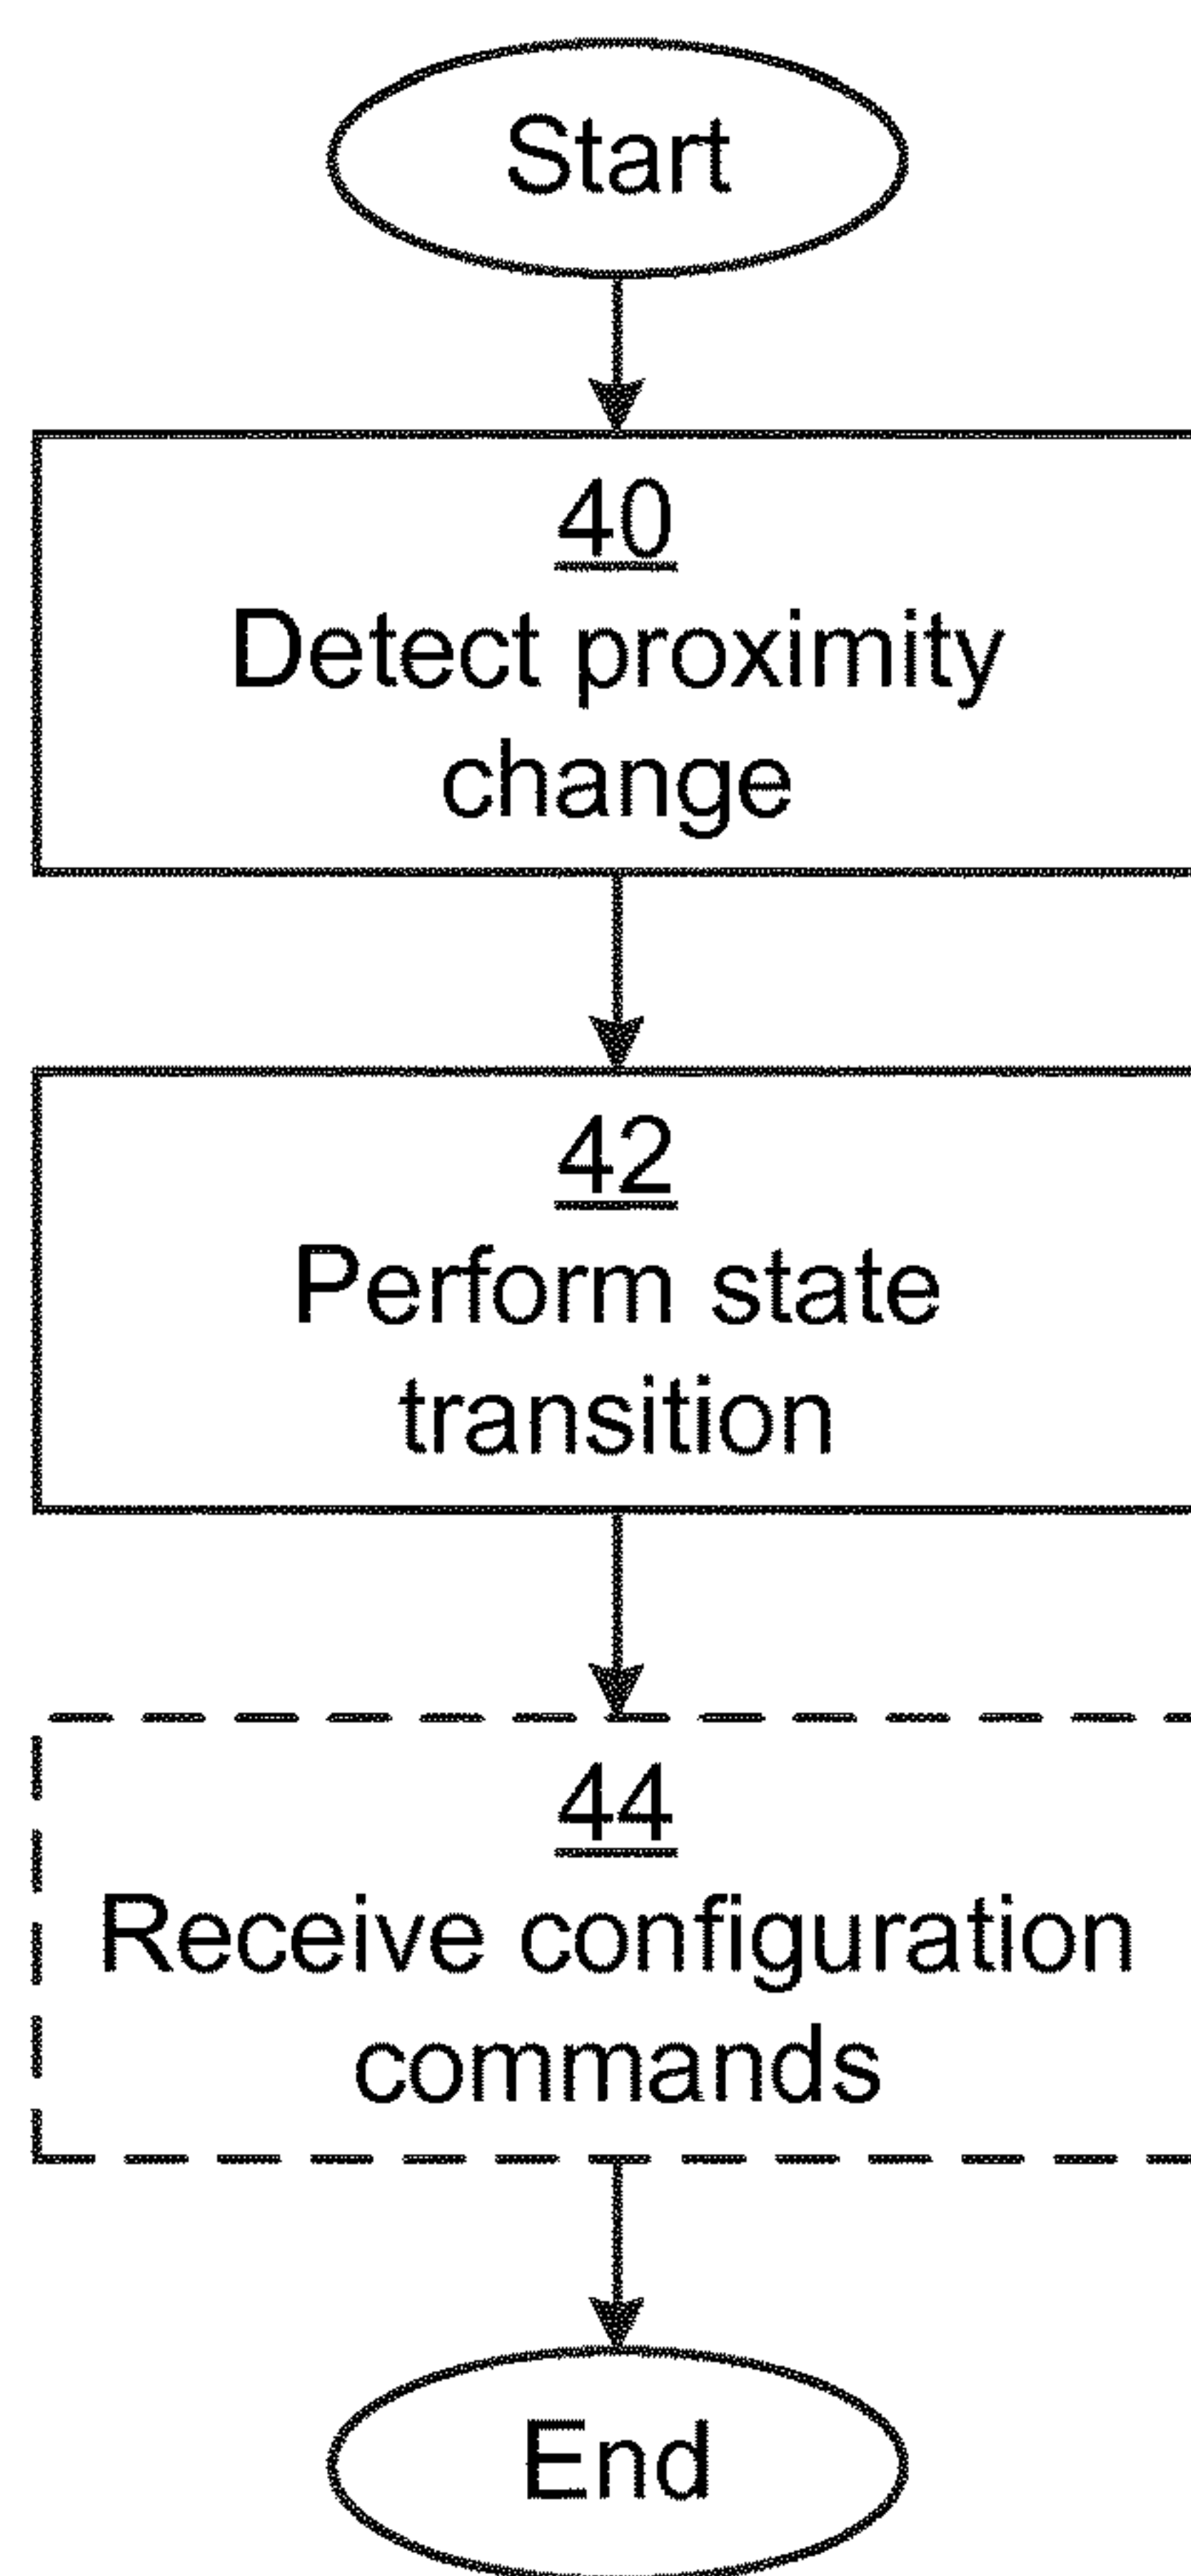 Start
40
Detect proximity
change
42
Perform state
transition
44
Receive configuration
commands
End